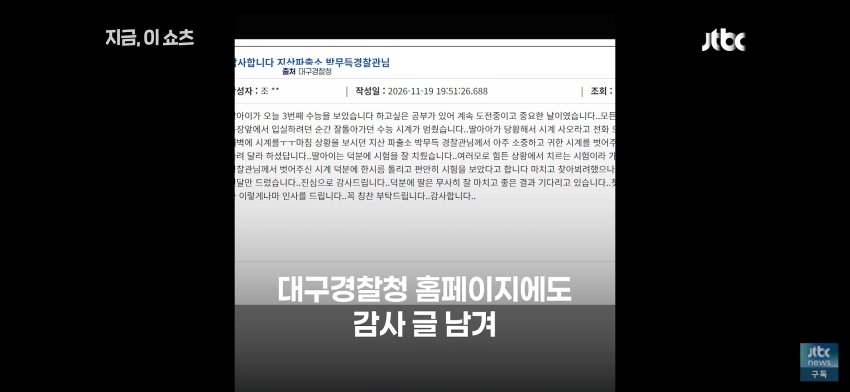 지금, 이 쇼츠
jtbc
감사합니다 지산파출소 박무득경찰관님
출처 대구경찰청
작성자 : 조 ** | 작성일 : 2026-11-19 19:51:26.688 | 조회 :
딸아이가 오늘 3번째 수능을 보았습니다 하고싶은 공부가 있어 계속 도전중이고 중요한 날이였습니다..모든
장앞에서 입실하려던 순간 잘돌아가던 수능 시계가 멈췄습니다..딸아아가 당황해서 시계 사오라고 전화
벽에 시계를ㅜㅜ마침 상황을 보시던 지산 파출소 박무득 경찰관님께서 아주 소중하고 귀한 시계를 벗어주
려 달라 하셨답니다..딸아이는 덕분에 시험을 잘 치뤘습니다..여러모로 힘든 상황에서 치르는 시험이라
찰관님께서 벗어주신 시계 덕분에 한시름 돌리고 편안히 시험을 보았다고 합니다 마치고 찾아봐려했으나
달만 드렸습니다..진심으로 감사드립니다..덕분에 딸은 무사히 잘 마치고 좋은 결과 기다리고 있습니다..
이렇게나마 인사를 드립니다..꼭 칭찬 부탁드립니다..감사합니다..
대구경찰청 홈페이지에도
감사 글 남겨
jtbc
news
구독